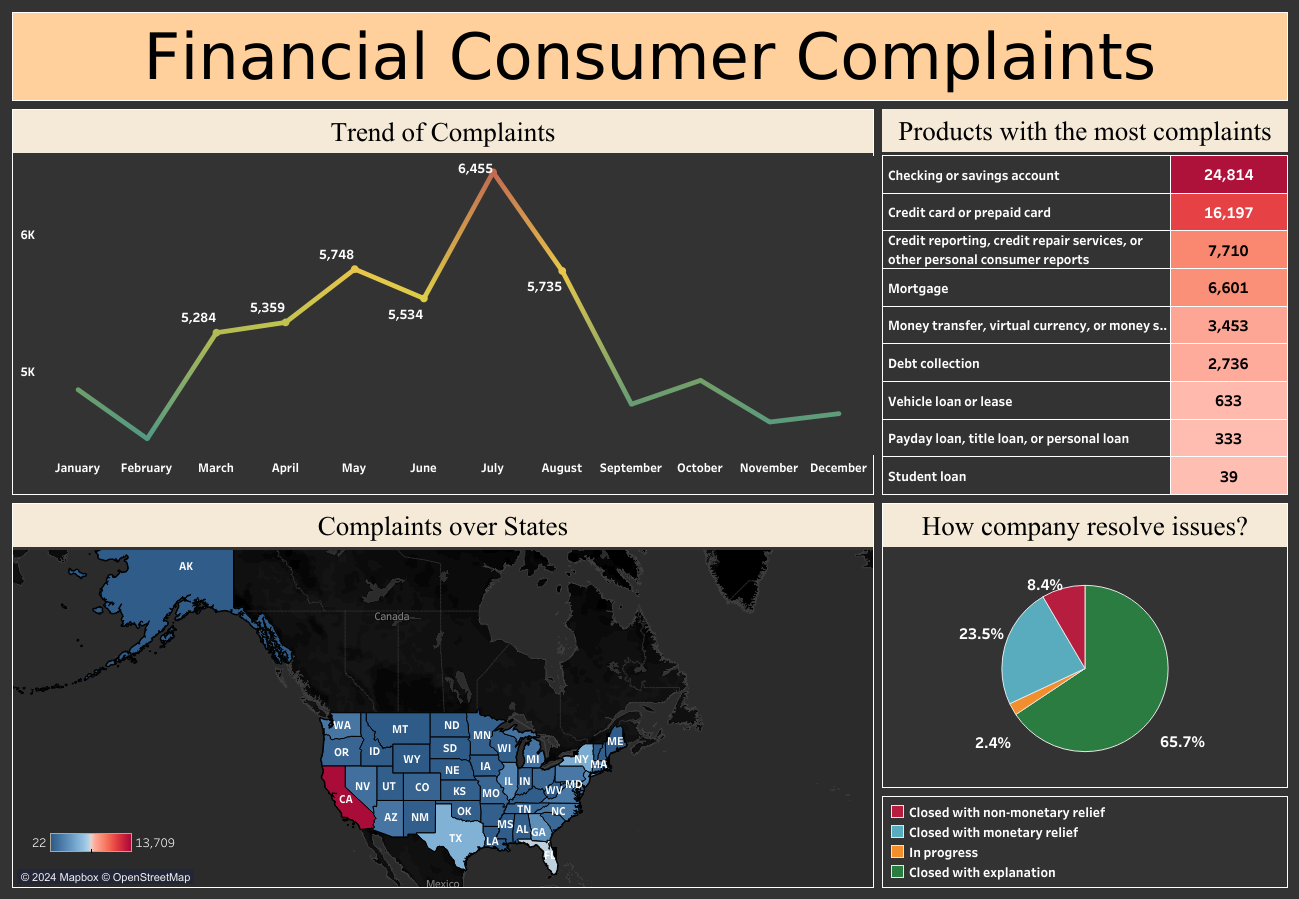 Financial Consumer Complaints
Trend of Complaints
6K
5K
5,284
5,359
5,748
5,534
6,455
5,735
January February March April May June July August September October November December
Products with the most complaints
Checking or savings account 24,814
Credit card or prepaid card 16,197
Credit reporting, credit repair services, or
other personal consumer reports 7,710
Mortgage 6,601
Money transfer, virtual currency, or money s.. 3,453
Debt collection 2,736
Vehicle loan or lease 633
Payday loan, title loan, or personal loan 333
Student loan 39
Complaints over States
AK
Canada
WA
MT
ND
MN
ME
OR
ID
WY
SD
WI
MI
NY
MA
NE
IA
NV
UT
CO
KS
MO
IL
IN
WV
MD
CA
AZ
NM
OK
TN
NC
TX
LA
MS
AL
GA
FL
Mexico
22 13,709
© 2024 Mapbox © OpenStreetMap
How company resolve issues?
8.4%
23.5%
2.4%
65.7%
Closed with non-monetary relief
Closed with monetary relief
In progress
Closed with explanation